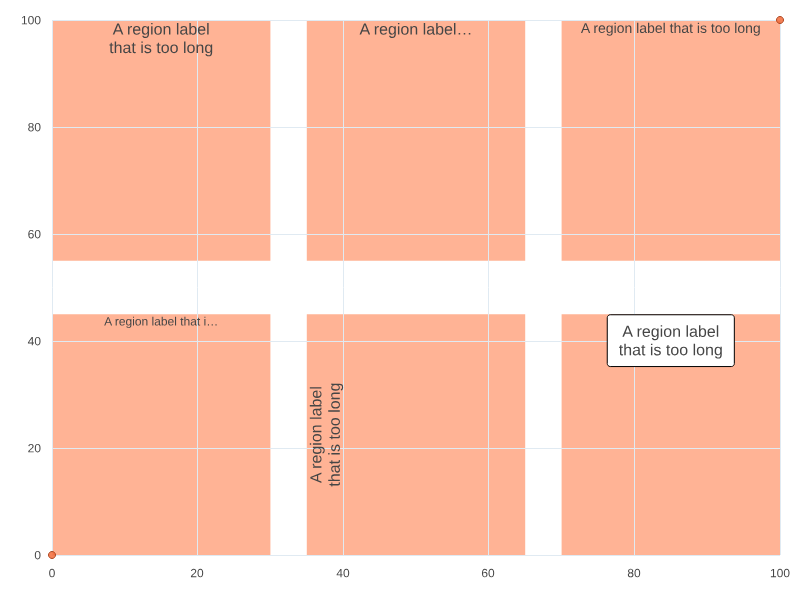 100
80
60
40
20
0
A region label
that is too long
A region label…
A region label that is too long
A region label that i…
A region label
that is too long
A region label
that is too long
0
20
40
60
80
100